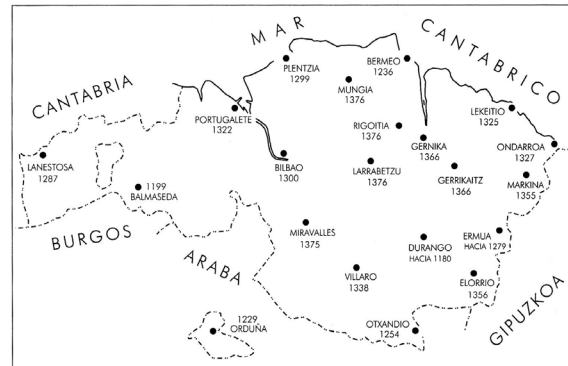 MAR CANTABRICO
CANTABRIA
BURGOS
ARABA
GIPUZKOA
PLENTZIA
1299
BERMEO
1236
MUNGIA
1376
LEKEITIO
1325
PORTUGALETE
1322
RIGOITIA
1376
GERNIKA
1366
ONDARROA
1327
LANESTOSA
1287
BILBAO
1300
LARRABETZU
1376
GERRIKAITZ
1366
MARKINA
1355
1199
BALMASEDA
MIRAVALLES
1375
DURANGO
HACIA 1180
ERMUA
HACIA 1279
VILLARO
1338
ELORRIO
1356
1229
ORDUÑA
OTXANDIO
1254